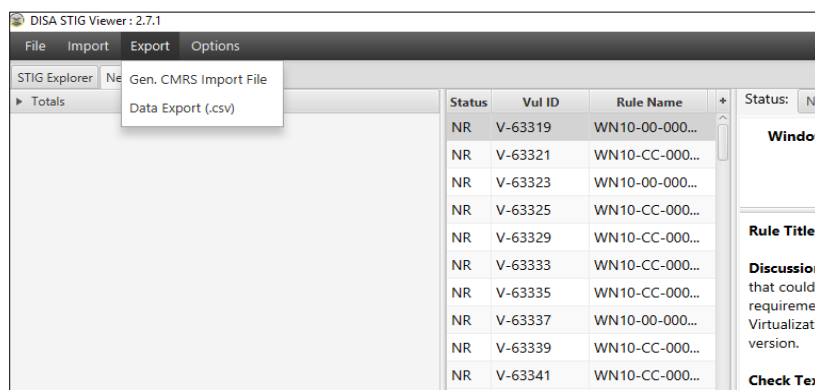 DISA STIG Viewer : 2.7.1
File Import Export Options
STIG Explorer Ne
Gen. CMRS Import File
Data Export (.csv)
Totals
Status Vul ID Rule Name +
NR V-63319 WN10-00-000...
NR V-63321 WN10-CC-000...
NR V-63323 WN10-00-000...
NR V-63325 WN10-CC-000...
NR V-63329 WN10-CC-000...
NR V-63333 WN10-CC-000...
NR V-63335 WN10-CC-000...
NR V-63337 WN10-00-000...
NR V-63339 WN10-CC-000...
NR V-63341 WN10-CC-000...
Status: N
Windo
Rule Title
Discussio
that could
requireme
Virtualizat
version.
Check Te